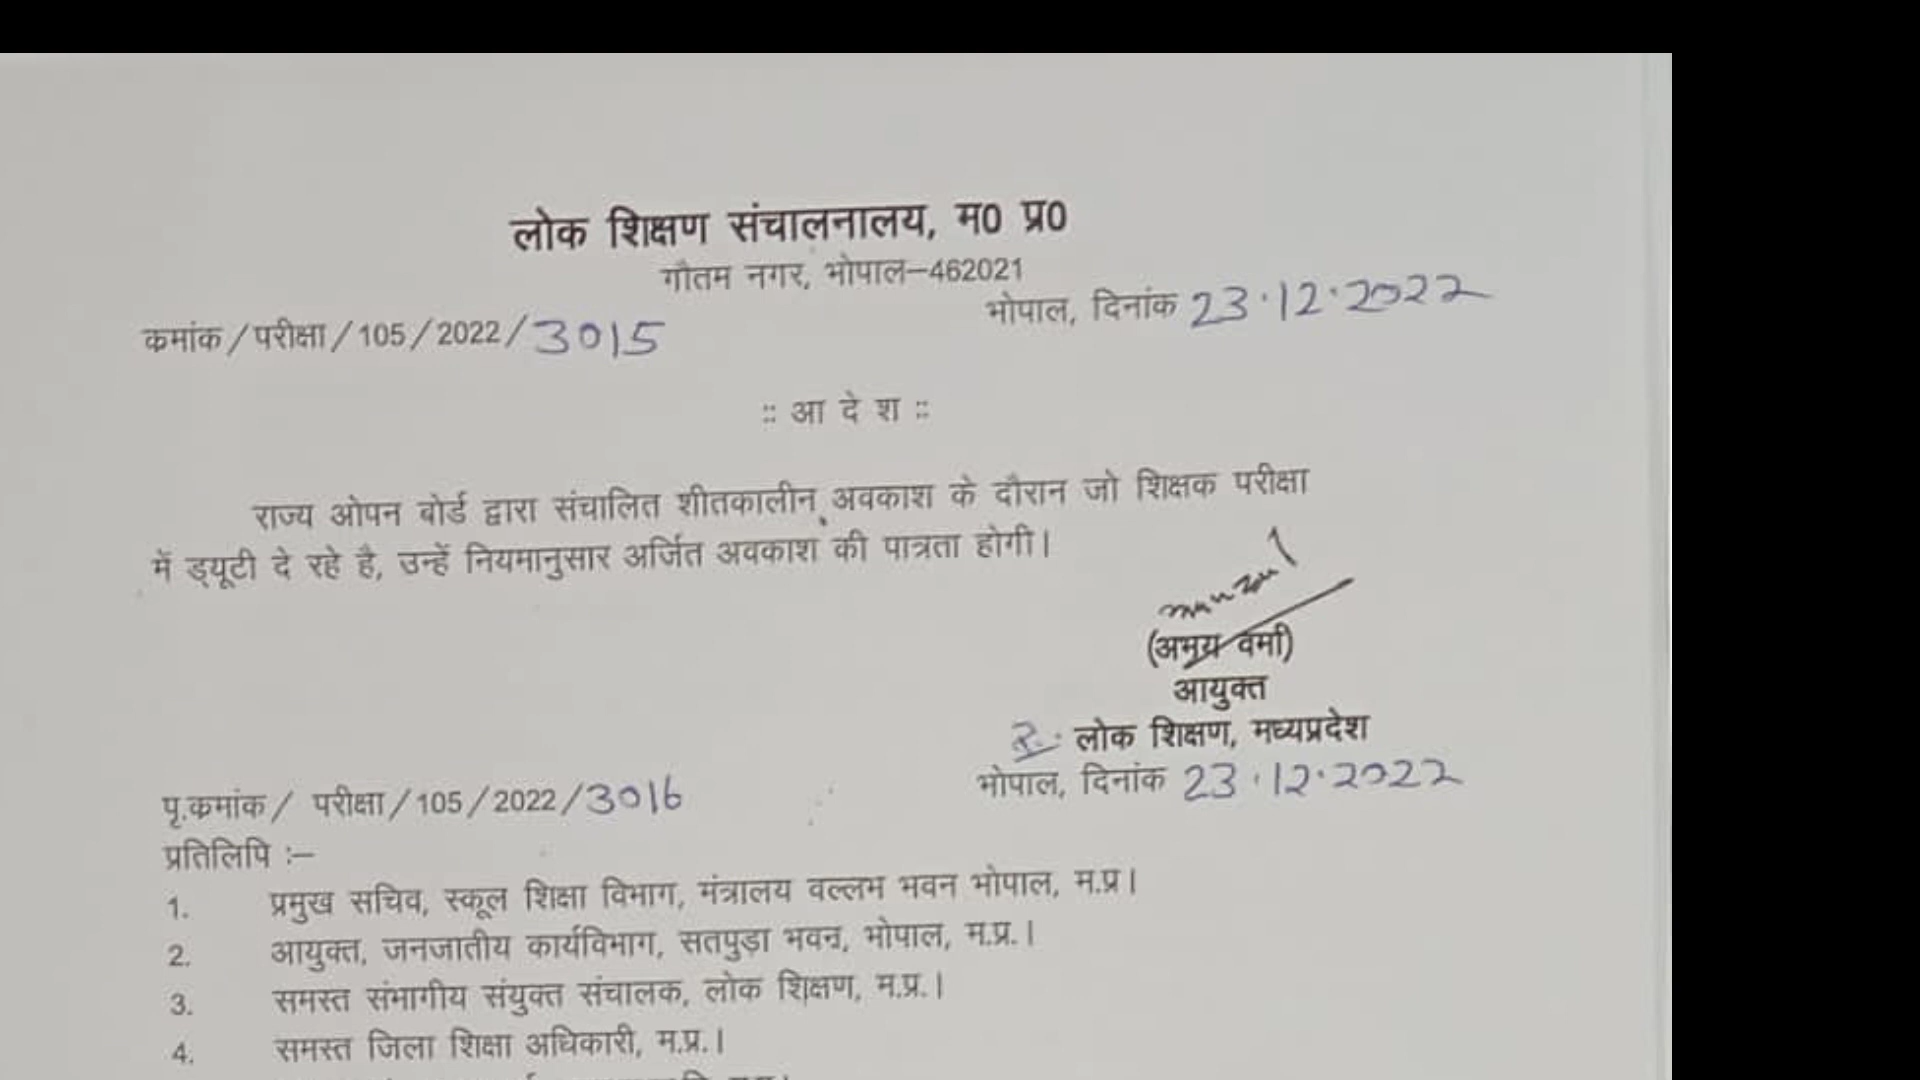 लोक शिक्षण संचालनालय, म0 प्र0
गौतम नगर, भोपाल–462021
भोपाल, दिनांक 23.12.2022
कमांक/परीक्षा/105/2022/3015
:: आ दे श ::
राज्य ओपन बोर्ड द्वारा संचालित शीतकालीन अवकाश के दौरान जो शिक्षक परीक्षा
में ड्यूटी दे रहे है, उन्हें नियमानुसार अर्जित अवकाश की पात्रता होगी।
(अभय वर्मा)
आयुक्त
लोक शिक्षण, मध्यप्रदेश
भोपाल, दिनांक 23.12.2022
पृ.कमांक/ परीक्षा/105/2022/3016
प्रतिलिपि :–
1. प्रमुख सचिव, स्कूल शिक्षा विभाग, मंत्रालय वल्लभ भवन भोपाल, म.प्र।
2. आयुक्त, जनजातीय कार्यविभाग, सतपुड़ा भवन, भोपाल, म.प्र.।
3. समस्त संभागीय संयुक्त संचालक, लोक शिक्षण, म.प्र.।
4. समस्त जिला शिक्षा अधिकारी, म.प्र.।